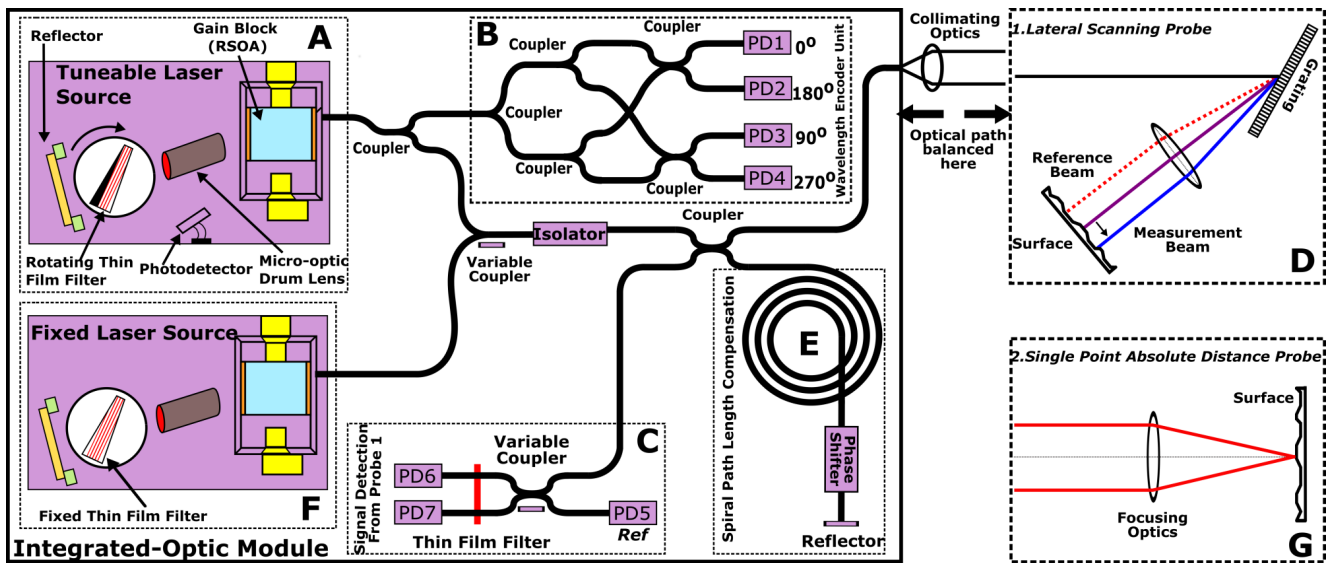 Reflector
Gain Block
(RSOA)
A
Tuneable Laser
Source
Rotating Thin
Film Filter
Photodetector
Micro-optic
Drum Lens
Coupler
B
Coupler
Coupler
Coupler
Coupler
Coupler
PD1
0⁰
PD2
180⁰
PD3
90⁰
PD4
270⁰
Wavelength Encoder Unit
Collimating
Optics
Optical path
balanced
here
1.Lateral Scanning Probe
Grating
Reference
Beam
Surface
Measurement
Beam
D
Coupler
Isolator
Variable
Coupler
Fixed Laser Source
Fixed Thin Film Filter
F
Integrated-Optic Module
Signal Detection
From Probe 1
Variable
Coupler
C
PD6
PD7
PD5
Ref
Thin Film Filter
Spiral Path Length Compensation
E
Phase
Shifter
Reflector
2.Single Point Absolute Distance Probe
Surface
Focusing
Optics
G